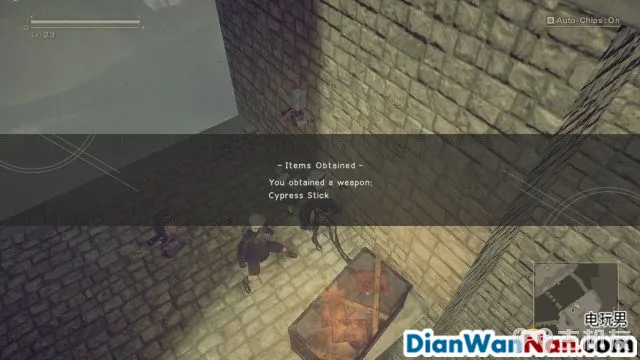 Lv:23
Auto-Chips: On
- Items Obtained -
You obtained a weapon:
Cypress Stick
电玩男
DianWanNan.com